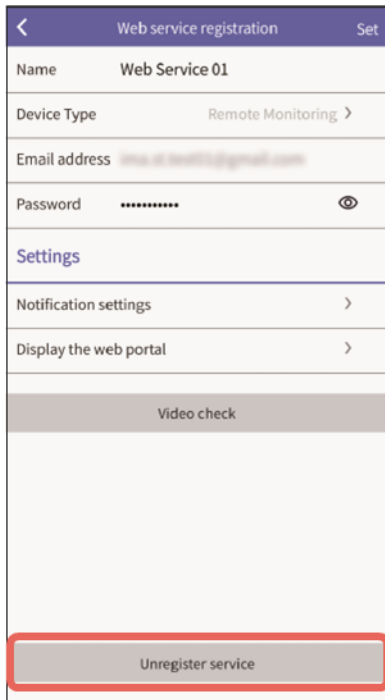 Web service registration Set
Name Web Service 01
Device Type Remote Monitoring >
Email address
Password •••••••••••
Settings
Notification settings >
Display the web portal >
Video check
Unregister service